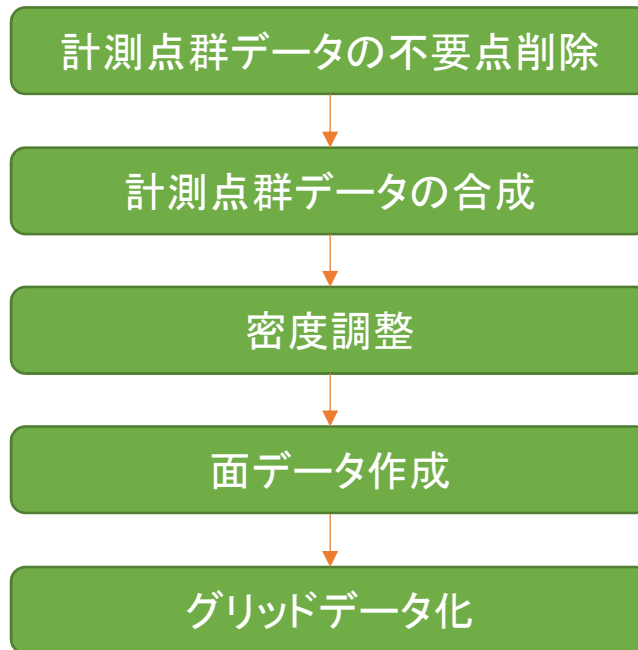 計測点群データの不要点削除
計測点群データの合成
密度調整
面データ作成
グリッドデータ化